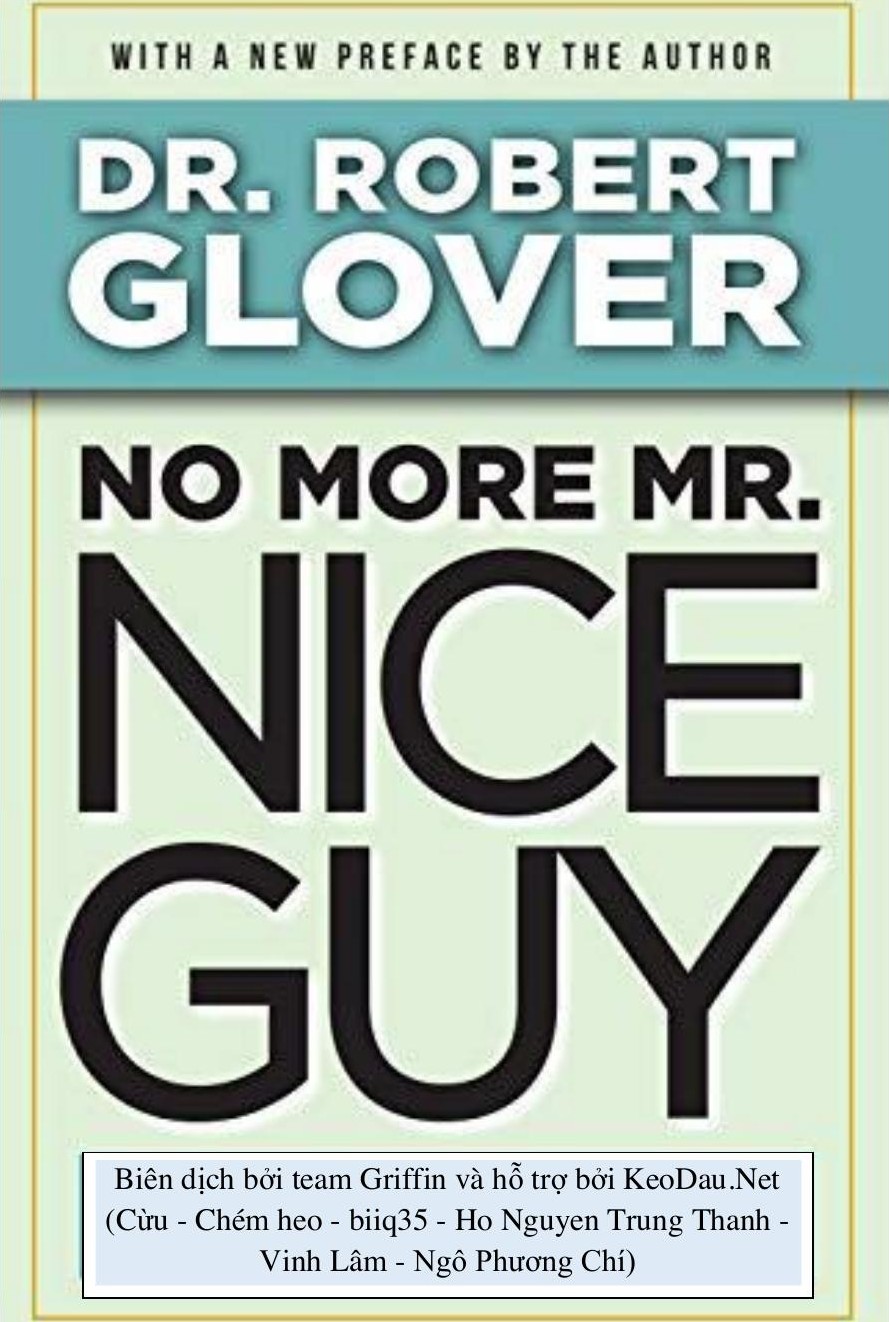 WITH A NEW PREFACE BY THE AUTHOR
DR. ROBERT
GLOVER
NO MORE MR.
NICE
GUY
Biên dịch bởi team Griffin và hỗ trợ bởi KeoDau.Net
(Cừu - Chém heo - biiq35 - Ho Nguyen Trung Thanh -
Vinh Lâm - Ngô Phương Chí)